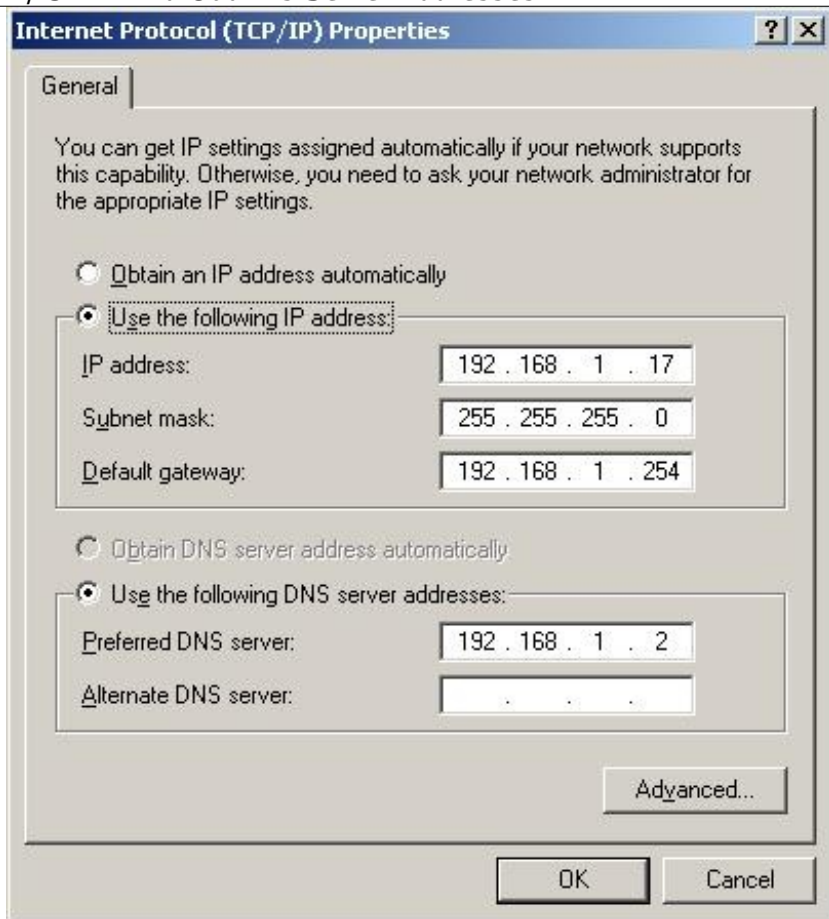 Internet Protocol (TCP/IP) Properties
General
You can get IP settings assigned automatically if your network supports
this capability. Otherwise, you need to ask your network administrator for
the appropriate IP settings.
Obtain an IP address automatically
Use the following IP address:
IP address: 192 . 168 . 1 . 17
Subnet mask: 255 . 255 . 255 . 0
Default gateway: 192 . 168 . 1 . 254
Obtain DNS server address automatically
Use the following DNS server addresses:
Preferred DNS server: 192 . 168 . 1 . 2
Alternate DNS server: . . .
Advanced...
OK Cancel